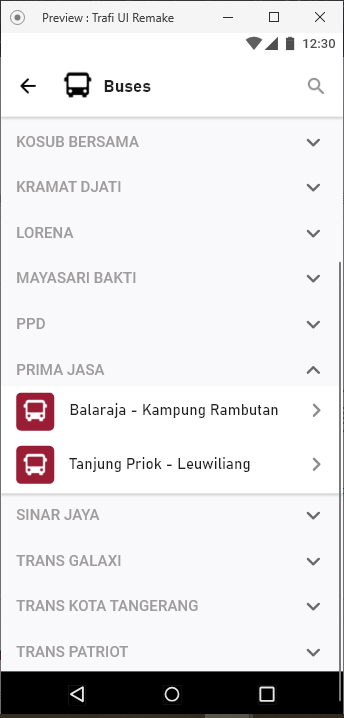 Preview : Trafi UI Remake
12:30
Buses
KOSUB BERSAMA
KRAMAT DJATI
LORENA
MAYASARI BAKTI
PPD
PRIMA JASA
Balaraja - Kampung Rambutan
Tanjung Priok - Leuwiliang
SINAR JAYA
TRANS GALAXI
TRANS KOTA TANGERANG
TRANS PATRIOT